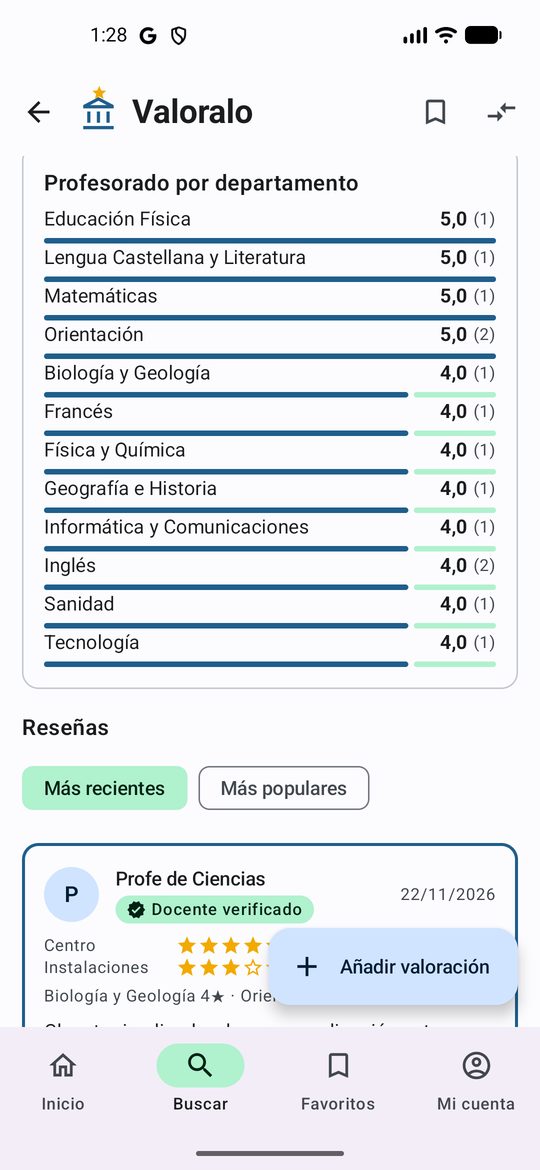 1:28
Valoralo
Profesorado por departamento
Educación Física 5,0 (1)
Lengua Castellana y Literatura 5,0 (1)
Matemáticas 5,0 (1)
Orientación 5,0 (2)
Biología y Geología 4,0 (1)
Francés 4,0 (1)
Física y Química 4,0 (1)
Geografía e Historia 4,0 (1)
Informática y Comunicaciones 4,0 (1)
Inglés 4,0 (2)
Sanidad 4,0 (1)
Tecnología 4,0 (1)
Reseñas
Más recientes Más populares
P Profe de Ciencias 22/11/2026
Docente verificado
Centro ★★★★
Instalaciones ★★★☆
Biología y Geología 4★ ·
+ Añadir valoración
Inicio Buscar Favoritos Mi cuenta